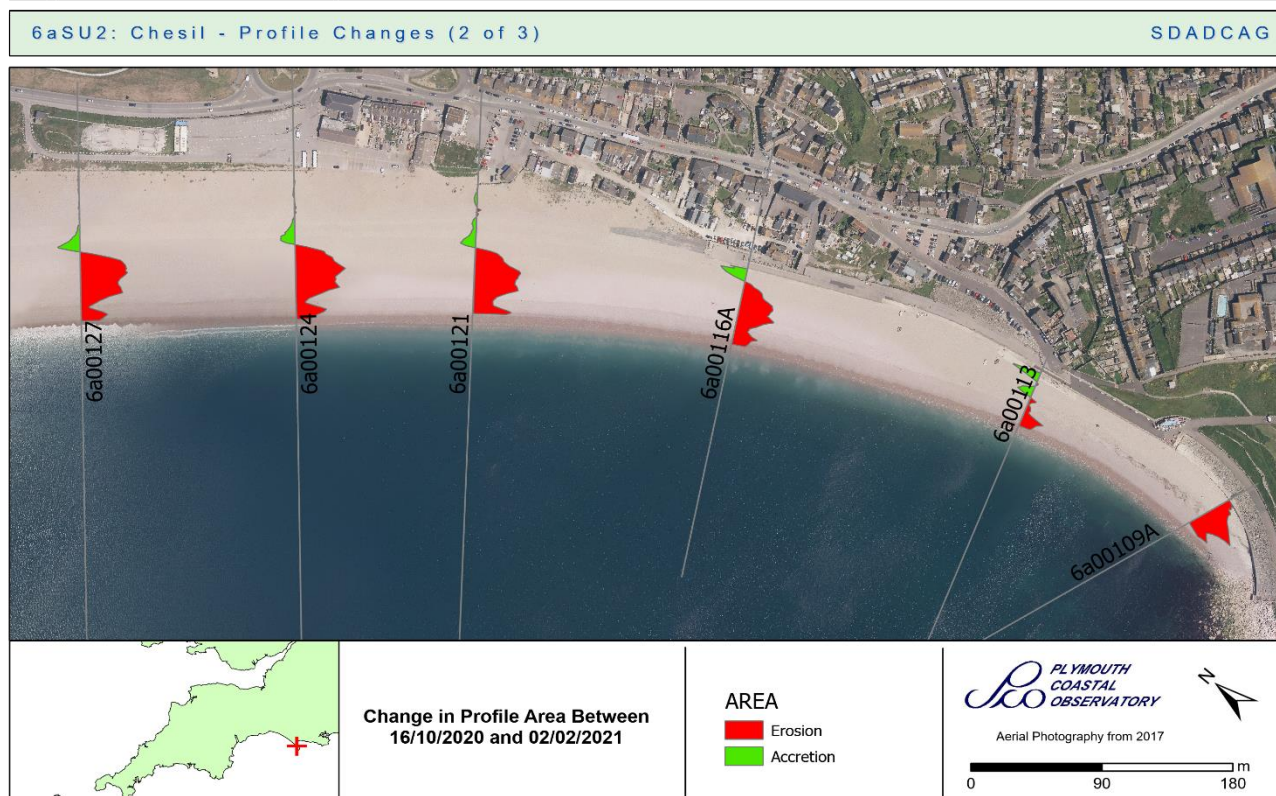 6aSU2: Chesil - Profile Changes (2 of 3)
SDADCAG
6a00127
6a00124
6a00121
6a00116A
6a00113
6a00109A
Change in Profile Area Between
16/10/2020 and 02/02/2021
AREA
Erosion
Accretion
PCO
PLYMOUTH
COASTAL
OBSERVATORY
N
Aerial Photography from 2017
m
0 90 180